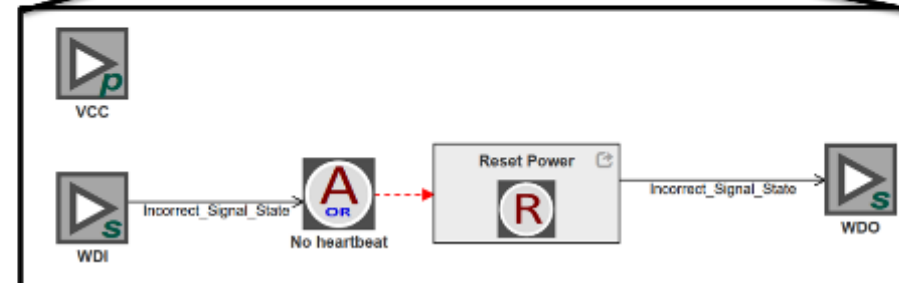 p
VCC
Reset Power
A
OR
R
Incorrect_Signal_State
Incorrect_Signal_State
s
s
No heartbeat
WDI
WDO